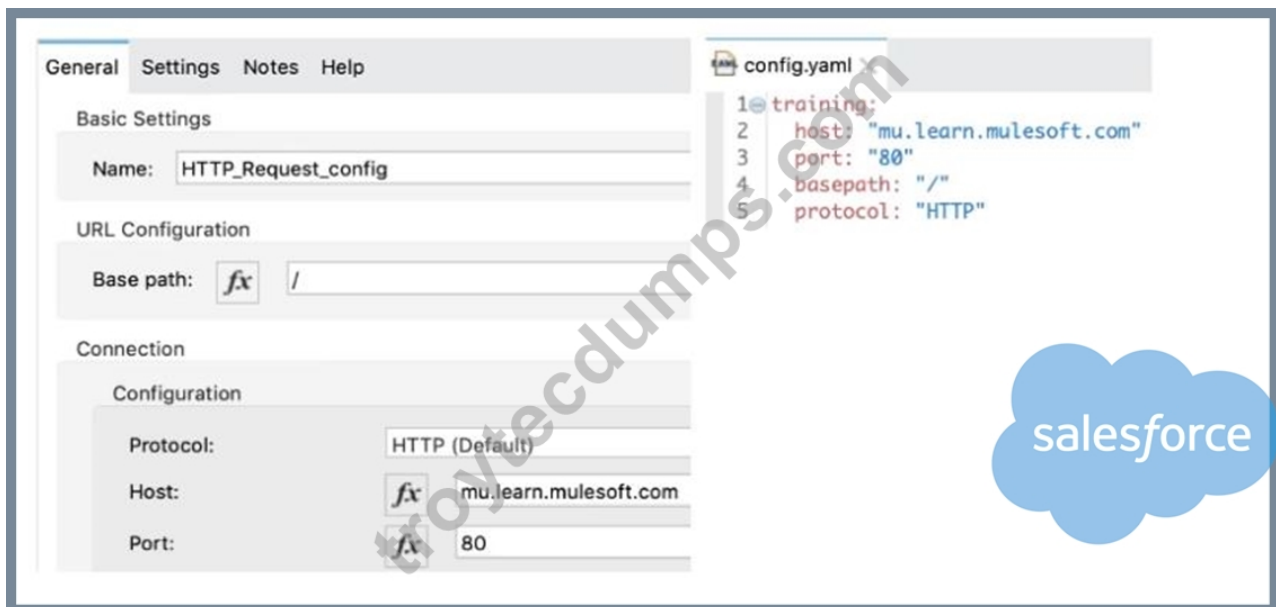 General Settings Notes Help
Basic Settings
Name: HTTP_Request_config
URL Configuration
Base path: fx /
Connection
Configuration
Protocol: HTTP (Default)
Host: fx mu.learn.mulesoft.com
Port: fx 80
config.yaml
1 training:
2 host: "mu.learn.mulesoft.com"
3 port: "80"
4 basepath: "/"
5 protocol: "HTTP"
salesforce
troytecdumps.com